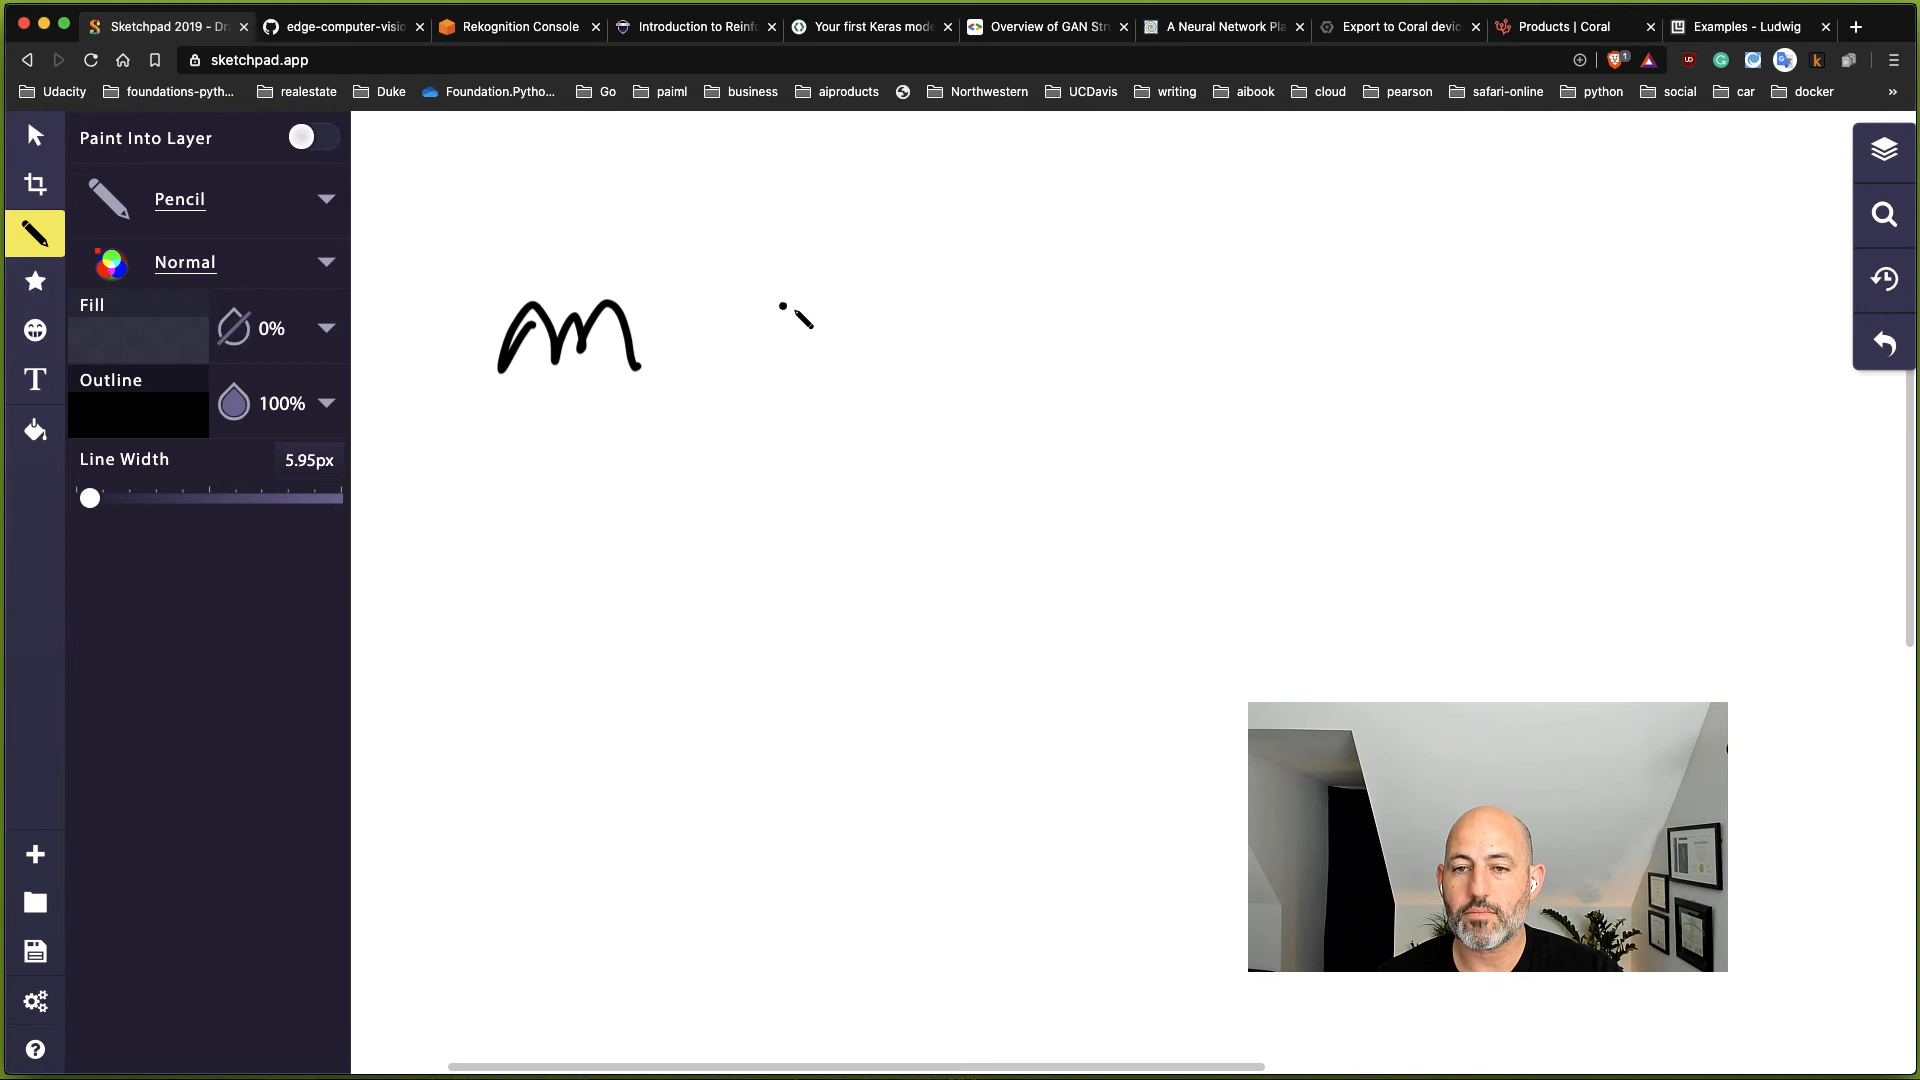 Sketchpad 2019 - Dr
edge-computer-visio
Rekognition Console
Introduction to Reinf
Your first Keras mode
Overview of GAN Str
A Neural Network Pla
Export to Coral devic
Products | Coral
Examples - Ludwig
sketchpad.app
1
Udacity
foundations-pyth...
realestate
Duke
Foundation.Pytho...
Go
paiml
business
aiproducts
Northwestern
UCDavis
writing
aibook
cloud
pearson
safari-online
python
social
car
docker
»
Paint Into Layer
Pencil
Normal
Fill
0%
Outline
100%
Line Width
5.95px
T
m